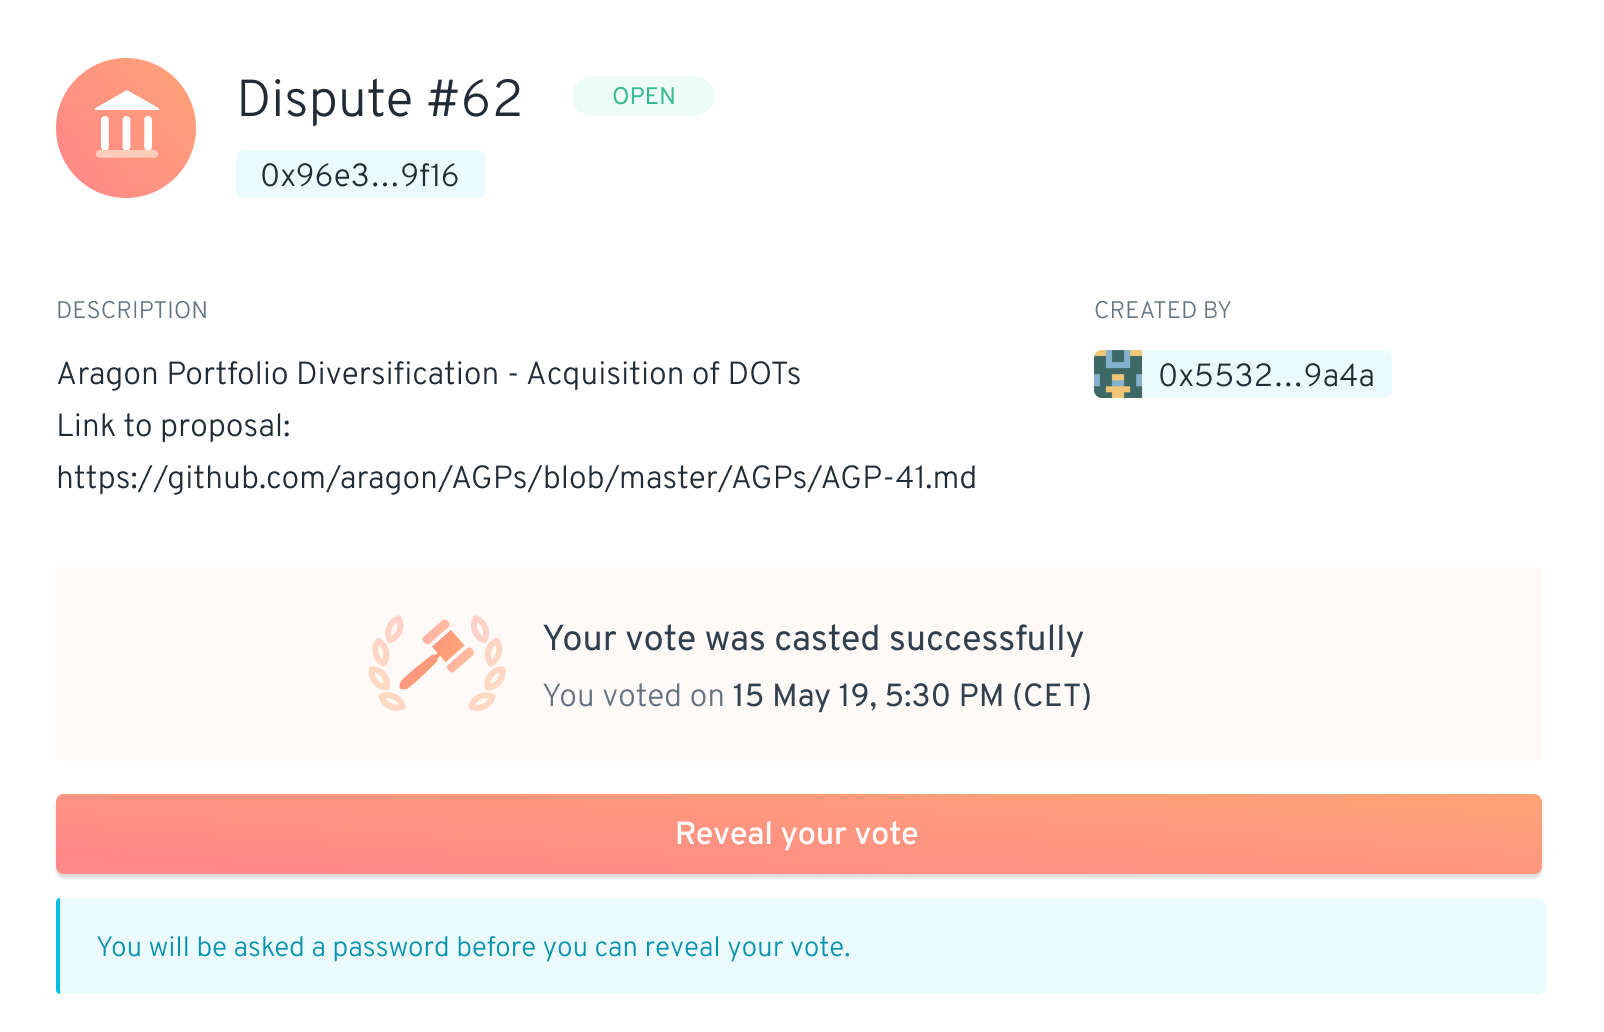 Dispute #62
OPEN
0x96e3...9f16
DESCRIPTION
Aragon Portfolio Diversification - Acquisition of DOTs
Link to proposal:
https://github.com/aragon/AGPs/blob/master/AGPs/AGP-41.md
CREATED BY
0x5532...9a4a
Your vote was casted successfully
You voted on 15 May 19, 5:30 PM (CET)
Reveal your vote
You will be asked a password before you can reveal your vote.